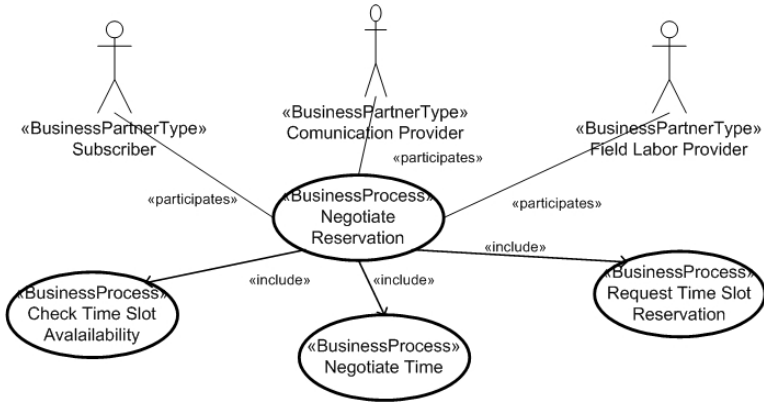 «BusinessPartnerType»
Subscriber
«BusinessPartnerType»
Comunication Provider
«BusinessPartnerType»
Field Labor Provider
«participates»
«participates»
«participates»
«BusinessProcess»
Negotiate
Reservation
«include»
«include»
«include»
«BusinessProcess»
Check Time Slot
Avalailability
«BusinessProcess»
Negotiate Time
«BusinessProcess»
Request Time Slot
Reservation